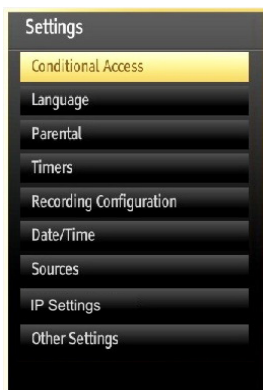 Settings
Conditional Access
Language
Parental
Timers
Recording Configuration
Date/Time
Sources
IP Settings
Other Settings